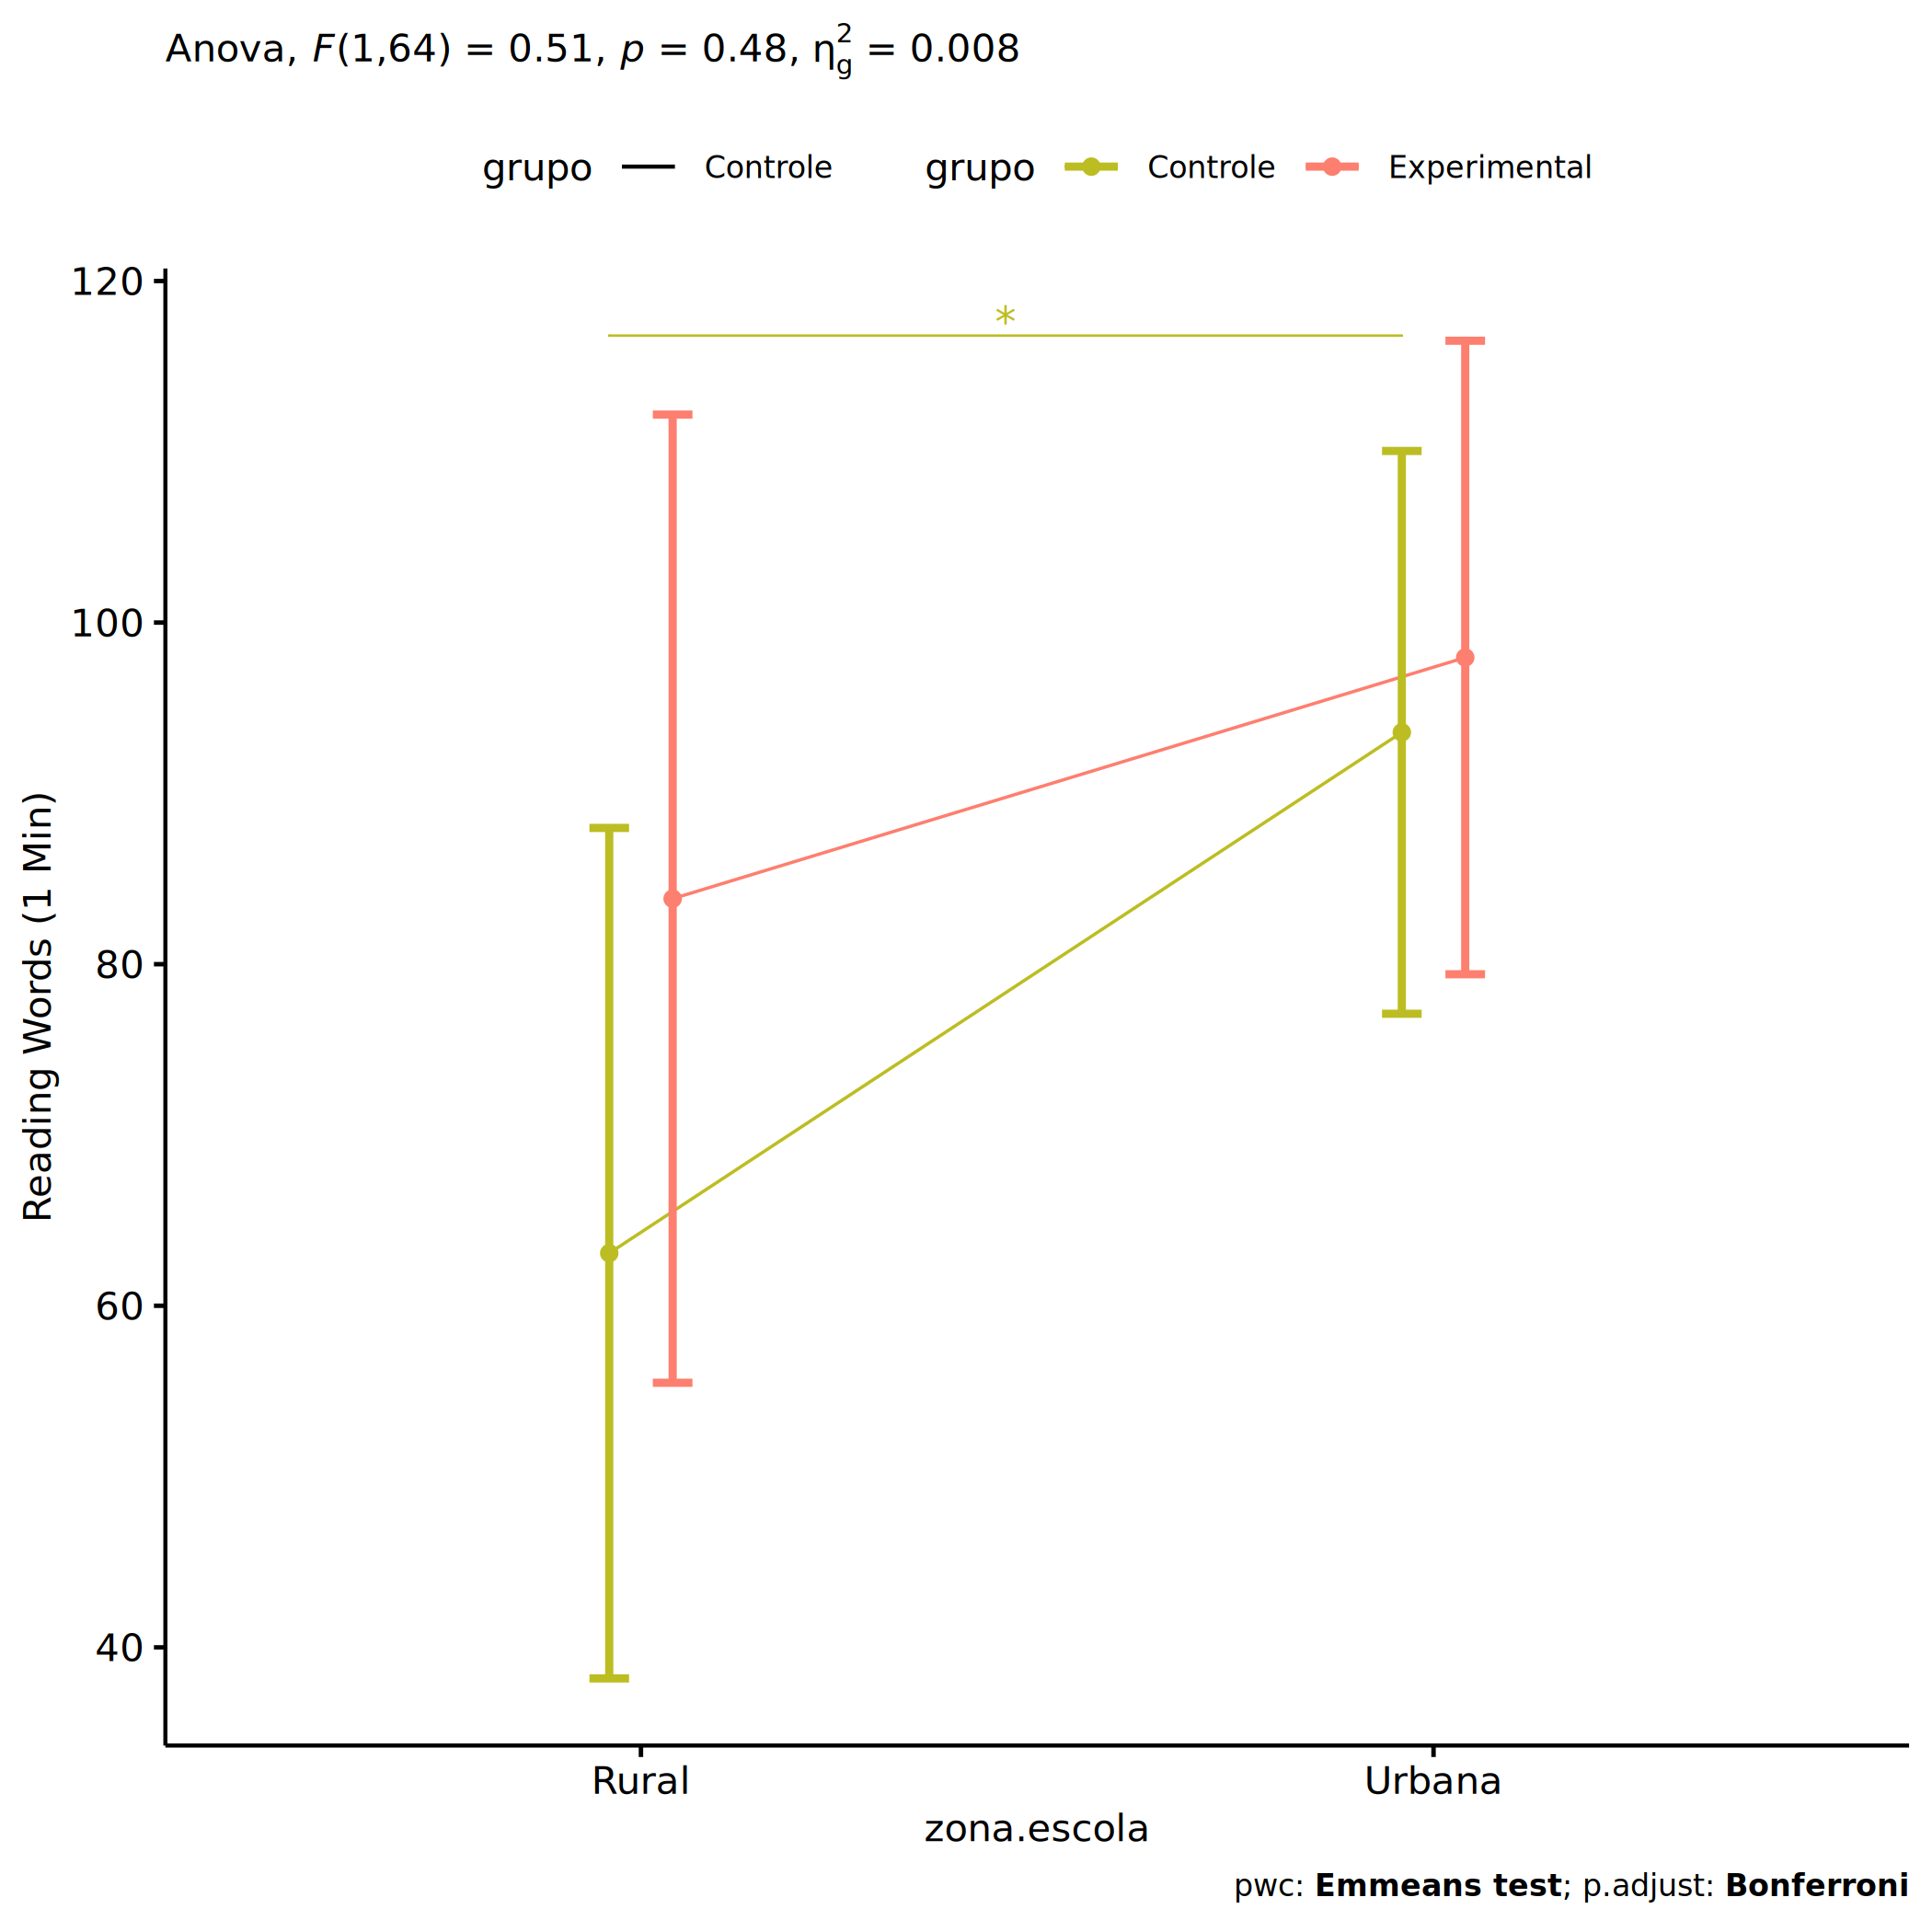 Anova, F(1,64) = 0.51, p = 0.48, η²g = 0.008
grupo Controle grupo Controle Experimental
120
*
100
80
60
40
Reading Words (1 Min)
Rural Urbana
zona.escola
pwc: Emmeans test; p.adjust: Bonferroni